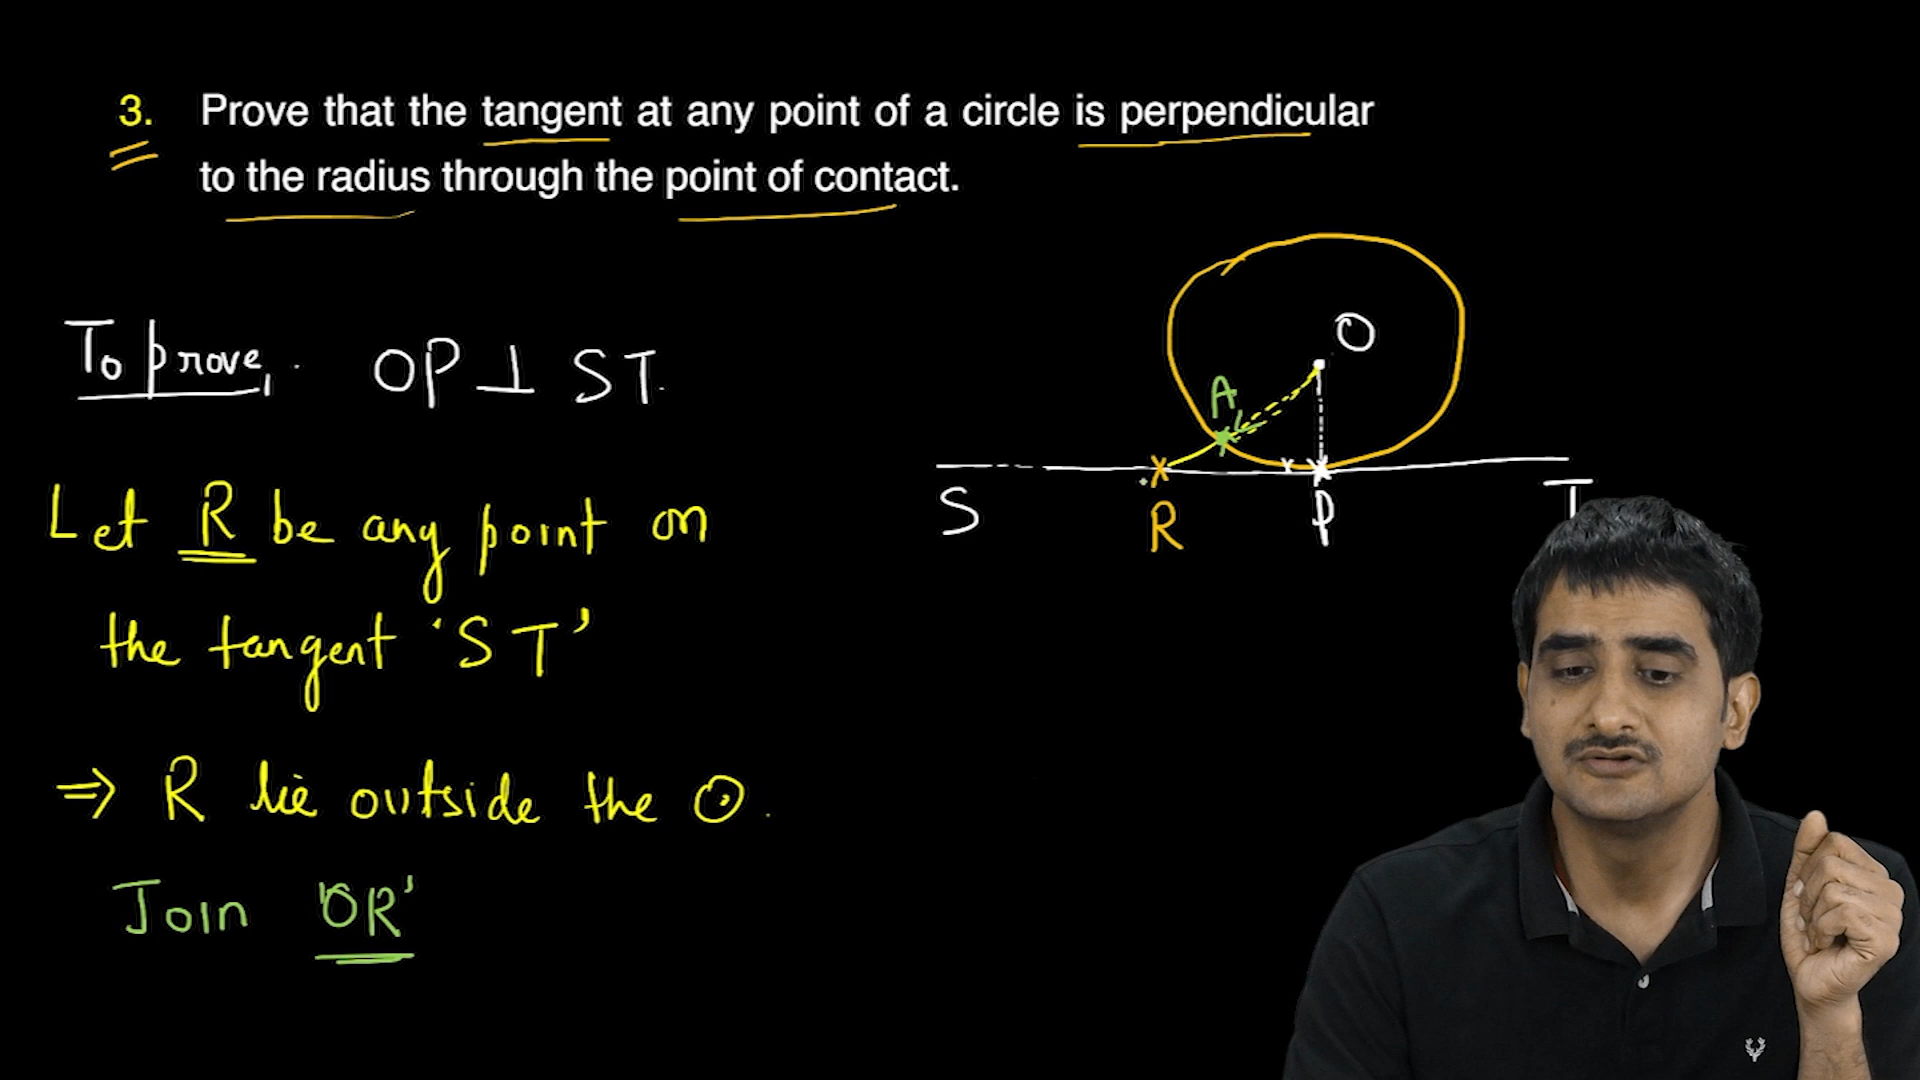 3. Prove that the tangent at any point of a circle is perpendicular
to the radius through the point of contact.
To prove, OP ⊥ ST.
O
A
S R P T
Let R be any point on
the tangent 'ST'
⇒ R lie outside the ⊙.
Join 'OR'